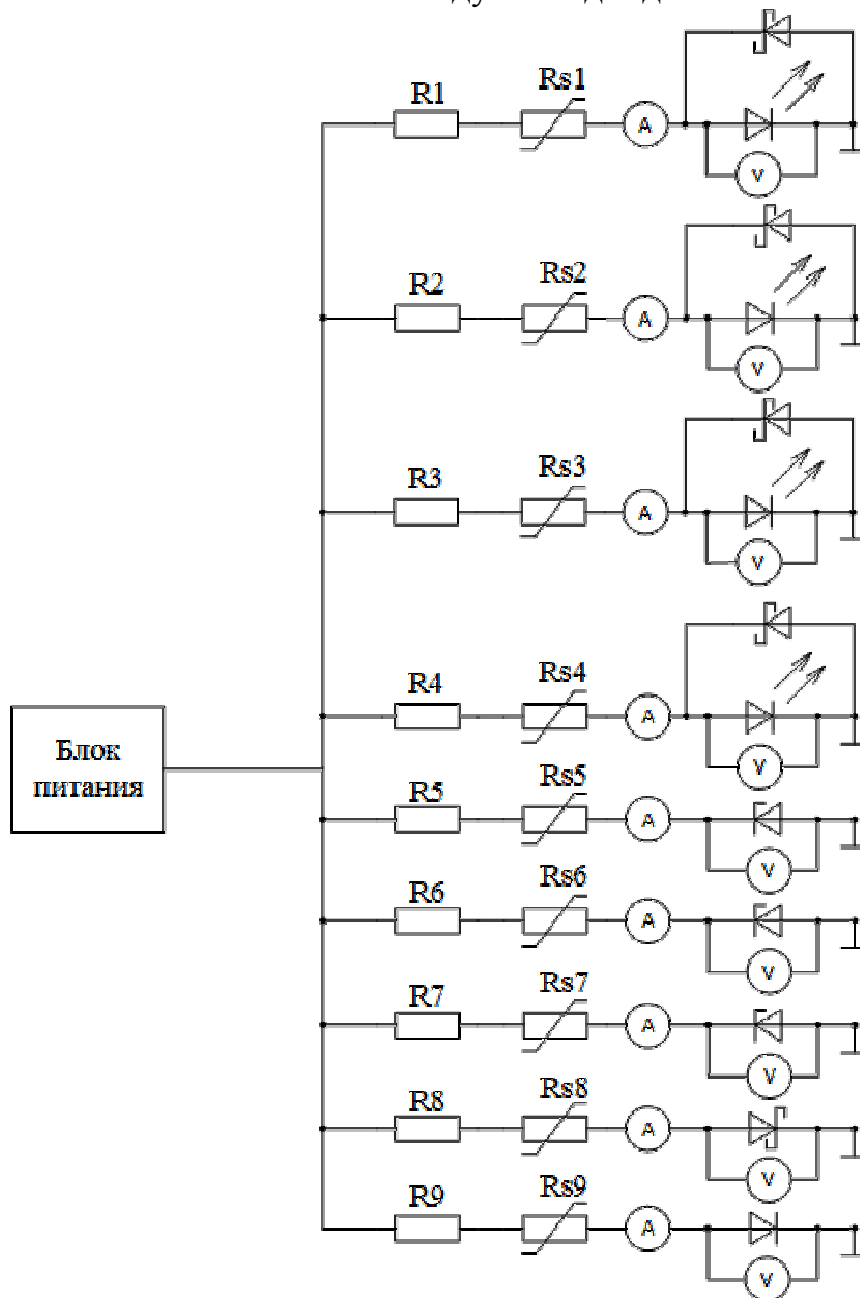 R1 Rs1
A
V
R2 Rs2
A
V
R3 Rs3
A
V
R4 Rs4
A
V
Блок
питания
R5 Rs5
A
V
R6 Rs6
A
V
R7 Rs7
A
V
R8 Rs8
A
V
R9 Rs9
A
V